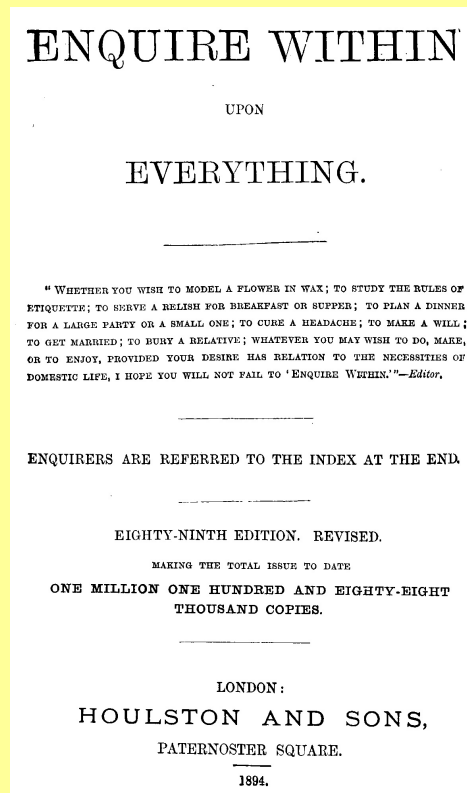 ENQUIRE WITHIN
UPON
EVERYTHING.
" WHETHER YOU WISH TO MODEL A FLOWER IN WAX; TO STUDY THE RULES OF
ETIQUETTE; TO SERVE A RELISH FOR BREAKFAST OR SUPPER; TO PLAN A DINNER
FOR A LARGE PARTY OR A SMALL ONE; TO CURE A HEADACHE; TO MAKE A WILL;
TO GET MARRIED; TO BURY A RELATIVE; WHATEVER YOU MAY WISH TO DO, MAKE,
OR TO ENJOY, PROVIDED YOUR DESIRE HAS RELATION TO THE NECESSITIES OF
DOMESTIC LIFE, I HOPE YOU WILL NOT FAIL TO 'ENQUIRE WITHIN.'"—Editor.
ENQUIRERS ARE REFERRED TO THE INDEX AT THE END.
EIGHTY-NINTH EDITION. REVISED.
MAKING THE TOTAL ISSUE TO DATE
ONE MILLION ONE HUNDRED AND EIGHTY-EIGHT
THOUSAND COPIES.
LONDON:
HOULSTON AND SONS,
PATERNOSTER SQUARE.
1894.